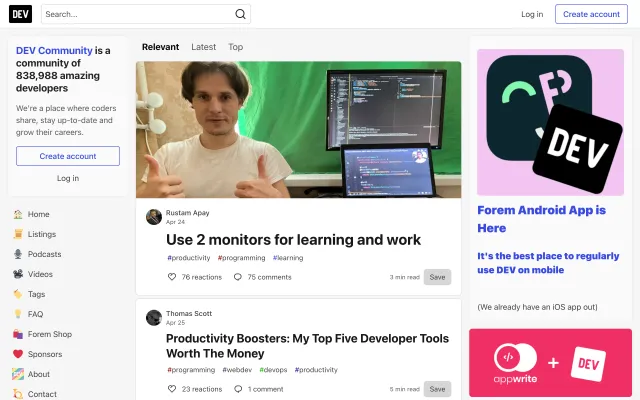 DEV
Search...
Log in
Create account
DEV Community is a
community of
838,988 amazing
developers
We're a place where coders
share, stay up-to-date and
grow their careers.
Create account
Log in
Home
Listings
Podcasts
Videos
Tags
FAQ
Forem Shop
Sponsors
About
Contact
Relevant
Latest
Top
Rustam Apay
Apr 24
Use 2 monitors for learning and work
#productivity #programming #learning
76 reactions
75 comments
3 min read
Save
Thomas Scott
Apr 25
Productivity Boosters: My Top Five Developer Tools
Worth The Money
#programming #webdev #devops #productivity
23 reactions
1 comment
5 min read
Save
DEV
Forem Android App is
Here
It's the best place to regularly
use DEV on mobile
(We already have an iOS app out)
appwrite
+
DEV